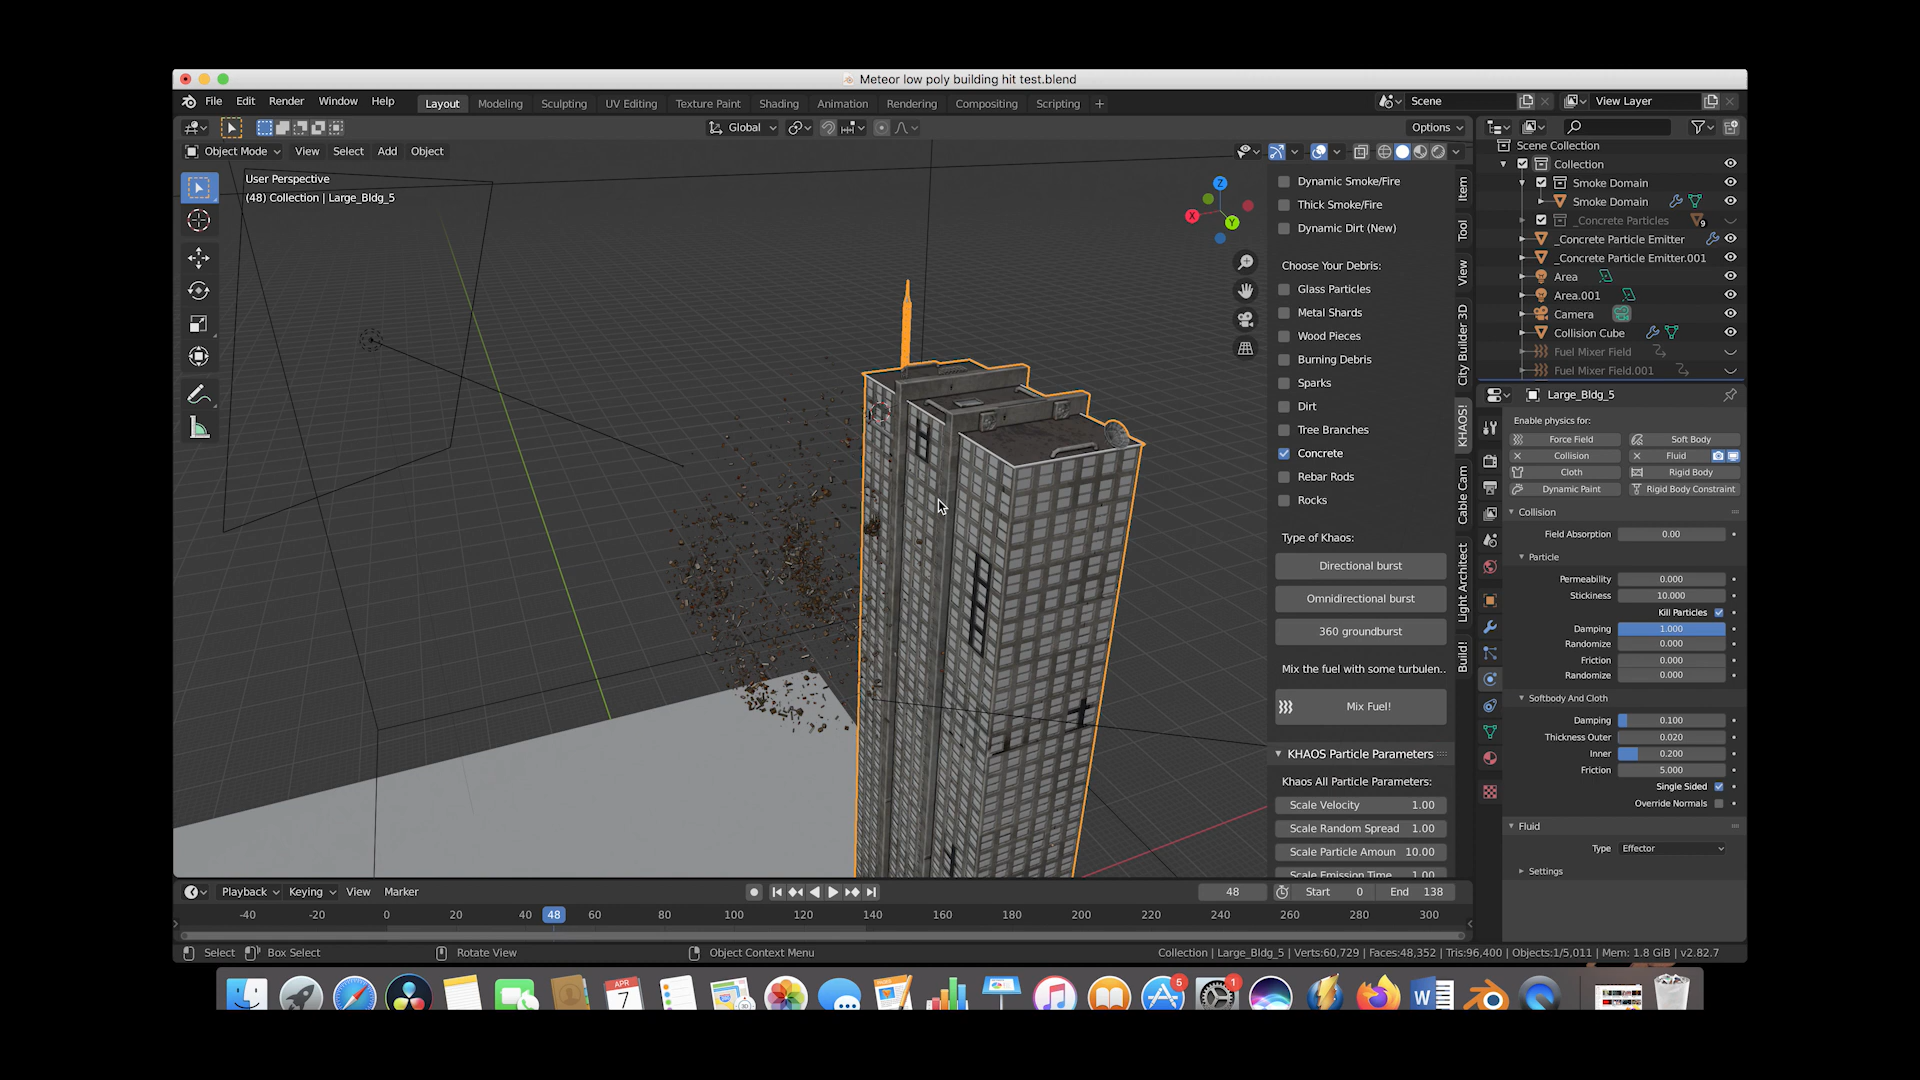 Meteor low poly building hit test.blend
File Edit Render Window Help
Layout Modeling Sculpting UV Editing Texture Paint Shading Animation Rendering Compositing Scripting +
Scene
View Layer
Global
Options
Object Mode View Select Add Object
User Perspective
(48) Collection | Large_Bldg_5
Z
X
Y
Dynamic Smoke/Fire
Thick Smoke/Fire
Dynamic Dirt (New)
Choose Your Debris:
Glass Particles
Metal Shards
Wood Pieces
Burning Debris
Sparks
Dirt
Tree Branches
Concrete
Rebar Rods
Rocks
Type of Khaos:
Directional burst
Omnidirectional burst
360 groundburst
Mix the fuel with some turbulen..
Mix Fuel!
KHAOS Particle Parameters
Khaos All Particle Parameters:
Scale Velocity 1.00
Scale Random Spread 1.00
Scale Particle Amoun 10.00
Scale Emission Time 1.00
Item
Tool
View
City Builder 3D
KHAOS!
Cable Cam
Light Architect
Build!
Scene Collection
Collection
Smoke Domain
Smoke Domain
_Concrete Particles 9
_Concrete Particle Emitter
_Concrete Particle Emitter.001
Area
Area.001
Camera
Collision Cube
Fuel Mixer Field
Fuel Mixer Field.001
Large_Bldg_5
Enable physics for:
Force Field Soft Body
Collision Fluid
Cloth Rigid Body
Dynamic Paint Rigid Body Constraint
Collision
Field Absorption 0.00
Particle
Permeability 0.000
Stickiness 10.000
Kill Particles
Damping 1.000
Randomize 0.000
Friction 0.000
Randomize 0.000
Softbody And Cloth
Damping 0.100
Thickness Outer 0.020
Inner 0.200
Friction 5.000
Single Sided
Override Normals
Fluid
Type Effector
Settings
Playback Keying View Marker
48 Start 0 End 138
-40 -20 0 20 40 48 60 80 100 120 140 160 180 200 220 240 260 280 300
Select Box Select Rotate View Object Context Menu
Collection | Large_Bldg_5 | Verts:60,729 | Faces:48,352 | Tris:96,400 | Objects:1/5,011 | Mem: 1.8 GiB | v2.82.7
APR
7
5
1
W